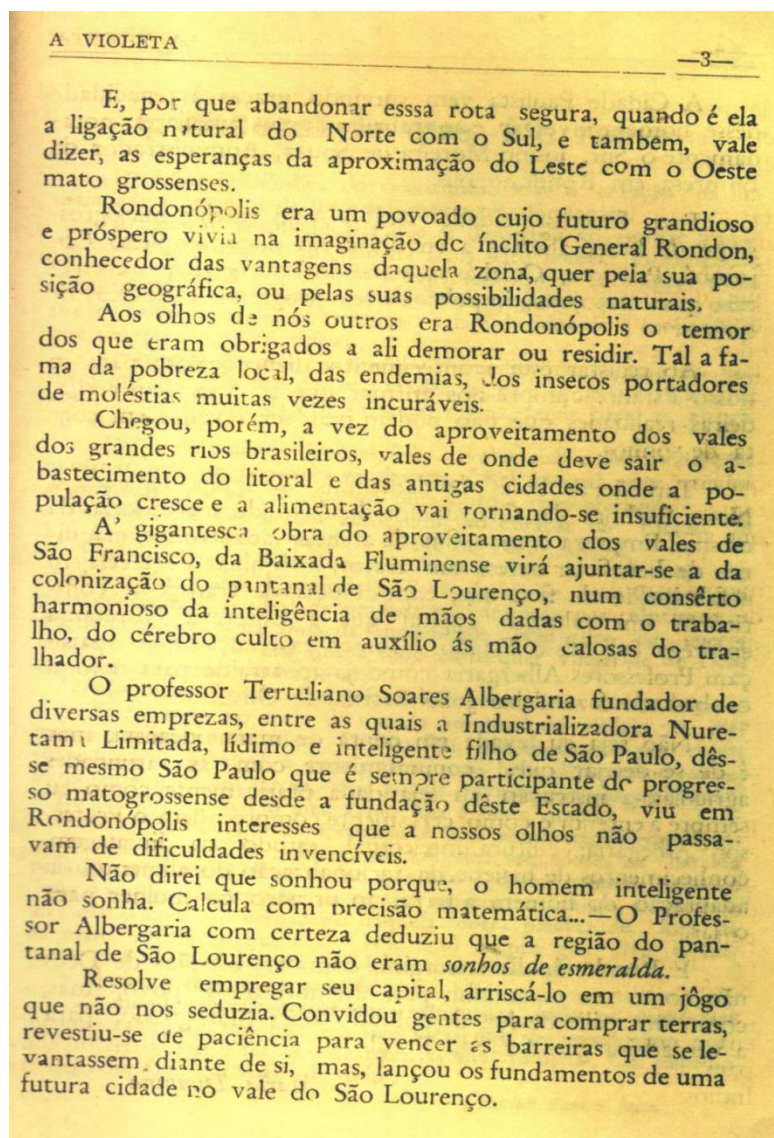 A VIOLETA
—3—
E, por que abandonar esssa rota segura, quando é ela
a ligação natural do Norte com o Sul, e tambem, vale
dizer, as esperanças da aproximação do Leste com o Oeste
mato grossenses.
Rondonópolis era um povoado cujo futuro grandioso
e próspero vivia na imaginação do ínclito General Rondon,
conhecedor das vantagens daquela zona, quer pela sua po-
sição geográfica, ou pelas suas possibilidades naturais.
Aos olhos de nós outros era Rondonópolis o temor
dos que eram obrigados a ali demorar ou residir. Tal a fa-
ma da pobreza local, das endemias, dos insetos portadores
de moléstias muitas vezes incuráveis.
Chegou, porém, a vez do aproveitamento dos vales
dos grandes rios brasileiros, vales de onde deve sair o a-
bastecimento do litoral e das antigas cidades onde a po-
pulação cresce e a alimentação vai tornando-se insuficiente.
A' gigantesca obra do aproveitamento dos vales de
São Francisco, da Baixada Fluminense virá ajuntar-se a da
colonização do pantanal de São Lourenço, num consêrto
harmonioso da inteligência de mãos dadas com o traba-
lho, do cérebro culto em auxílio ás mão calosas do tra-
lhador.
O professor Tertuliano Soares Albergaria fundador de
diversas emprezas, entre as quais a Industrializadora Nure-
tama Limitada, lídimo e inteligente filho de São Paulo, dês-
se mesmo São Paulo que é sempre participante do progres-
so matogrossense desde a fundação dêste Estado, viu em
Rondonópolis interesses que a nossos olhos não passa-
vam de dificuldades invencíveis.
Não direi que sonhou porque, o homem inteligente
não sonha. Calcula com precisão matemática...—O Profes-
sor Albergaria com certeza deduziu que a região do pan-
tanal de São Lourenço não eram sonhos de esmeralda.
Resolve empregar seu capital, arriscá-lo em um jôgo
que não nos seduzia. Convidou gentes para comprar terras,
revestiu-se de paciência para vencer as barreiras que se le-
vantassem diante de si, mas, lançou os fundamentos de uma
futura cidade no vale do São Lourenço.